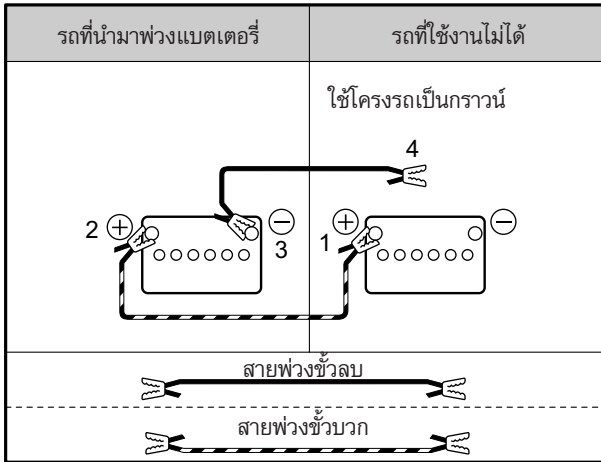 รถที่นำมาพ่วงแบตเตอรี่
รถที่ใช้งานไม่ได้
ใช้โครงรถเป็นกราวน์
4
2 + − 3
1 + −
สายพ่วงขั้วลบ
สายพ่วงขั้วบวก